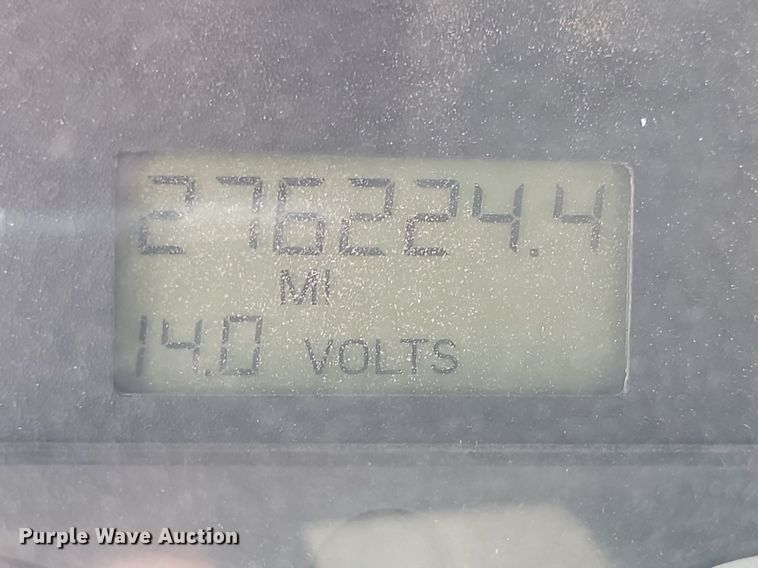 276224.4
MI
14.0 VOLTS
Purple Wave Auction